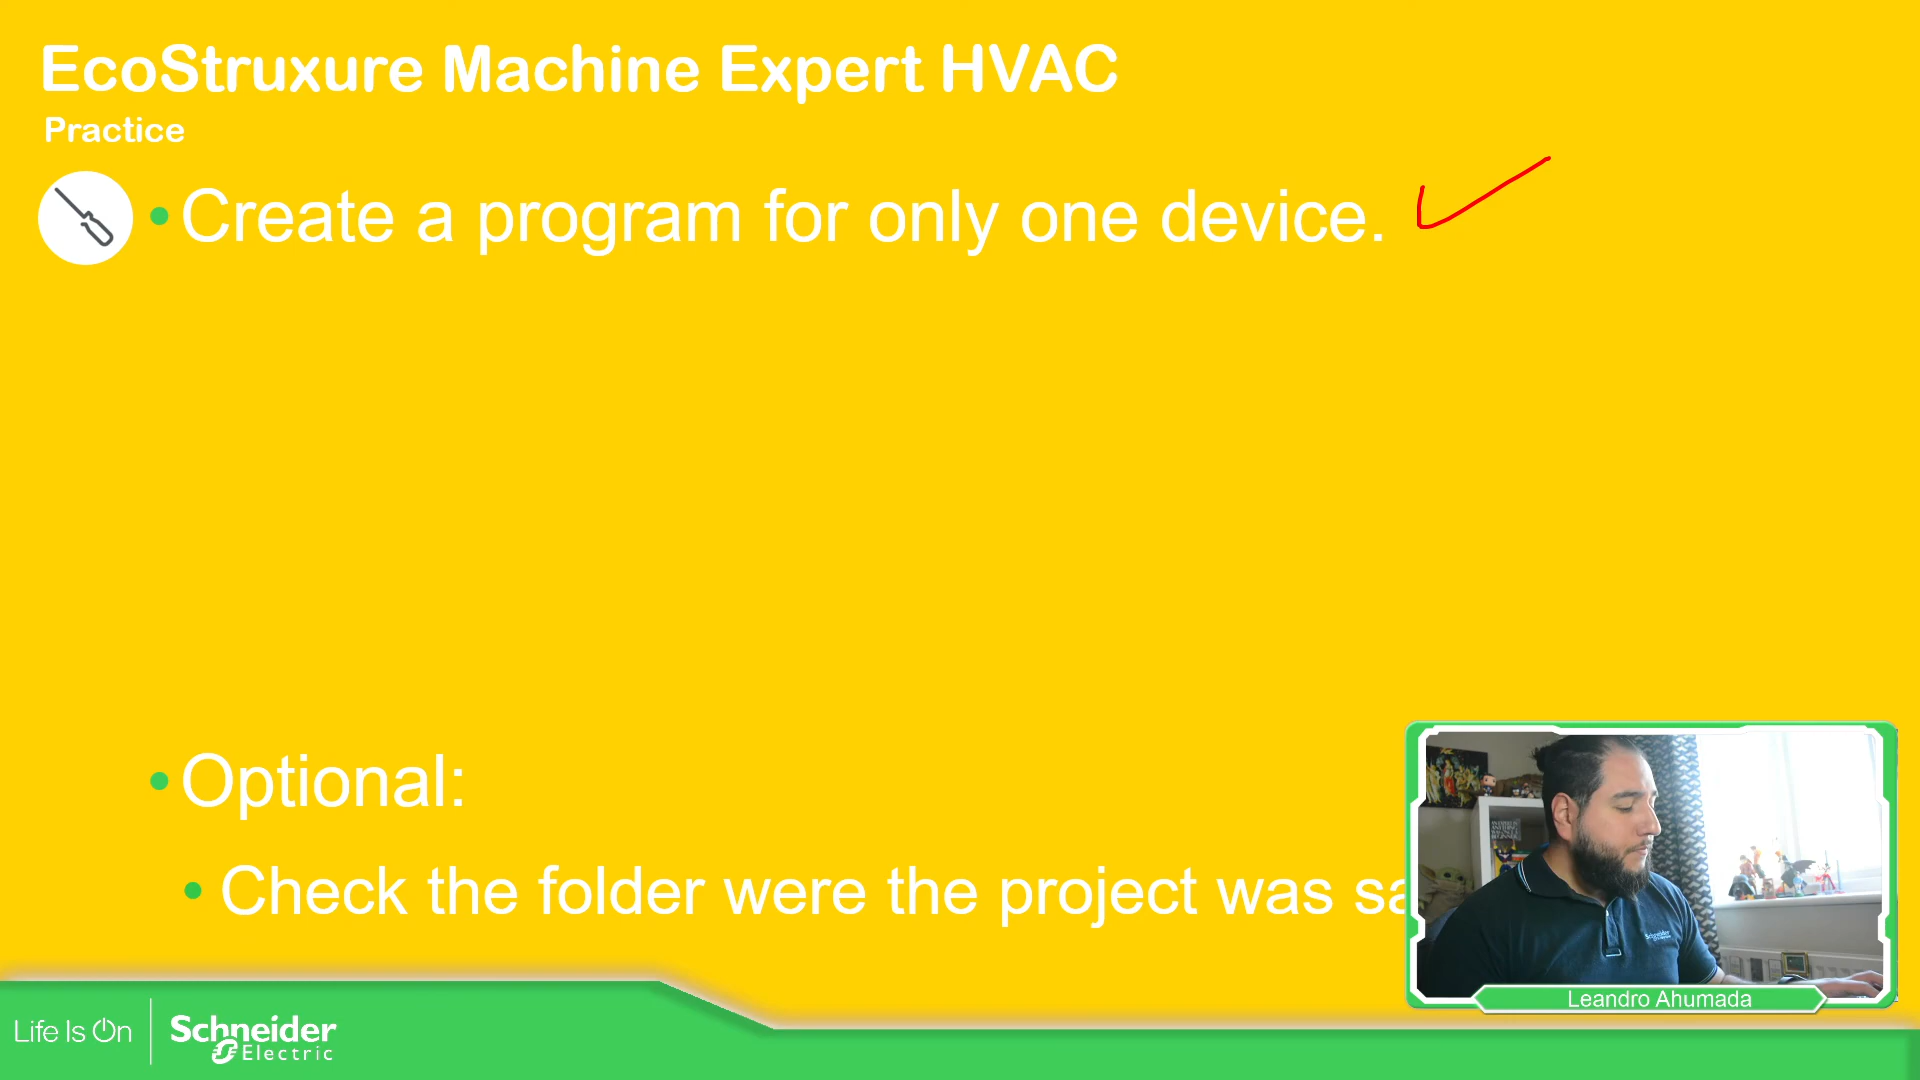 EcoStruxure Machine Expert HVAC
Practice
• Create a program for only one device.
• Optional:
• Check the folder were the project was sa
Leandro Ahumada
Life Is On
Schneider
Electric
Schneider